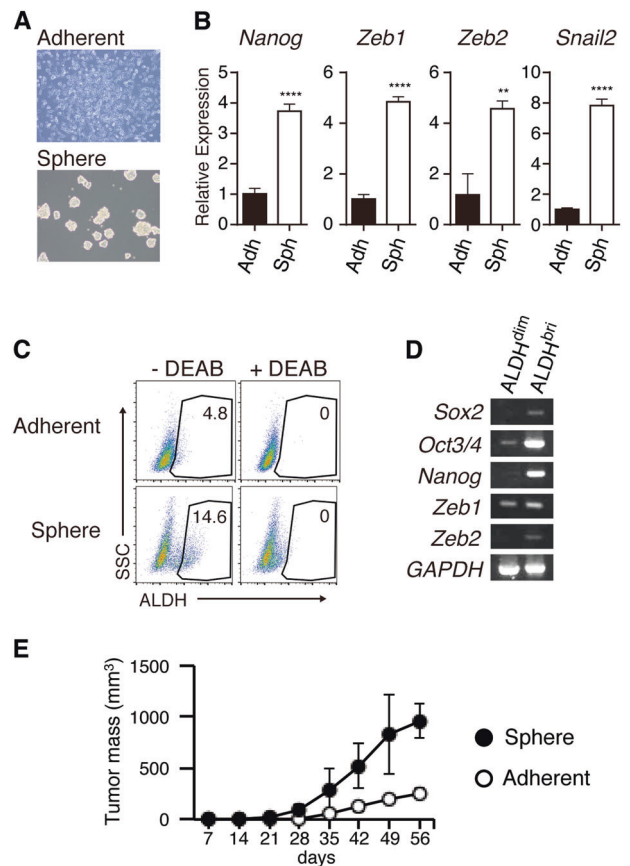 A
Adherent
Sphere
B
Nanog
Zeb1
Zeb2
Snail2
Relative Expression
5
4
3
2
1
0
****
Adh
Sph
6
4
2
0
****
Adh
Sph
6
4
2
0
**
Adh
Sph
10
8
6
4
2
0
****
Adh
Sph
C
- DEAB
+ DEAB
Adherent
4.8
0
Sphere
14.6
0
SSC
ALDH
D
ALDHdim
ALDHbri
Sox2
Oct3/4
Nanog
Zeb1
Zeb2
GAPDH
E
Tumor mass (mm³)
1500
1000
500
0
7 14 21 28 35 42 49 56
days
Sphere
Adherent